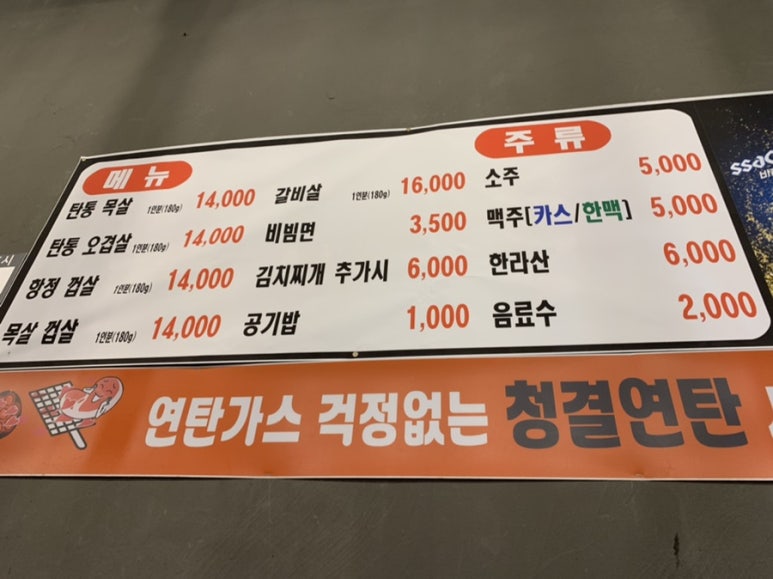 메뉴
탄통 목살 1인분(180g) 14,000
탄통 오겹살 1인분(180g) 14,000
항정 껍살 1인분(180g) 14,000
목살 껍살 1인분(180g) 14,000
갈비살 1인분(180g) 16,000
비빔면 3,500
김치찌개 추가시 6,000
공기밥 1,000
주류
소주 5,000
맥주[카스/한맥] 5,000
한라산 6,000
음료수 2,000
연탄가스 걱정없는 청결연탄
시